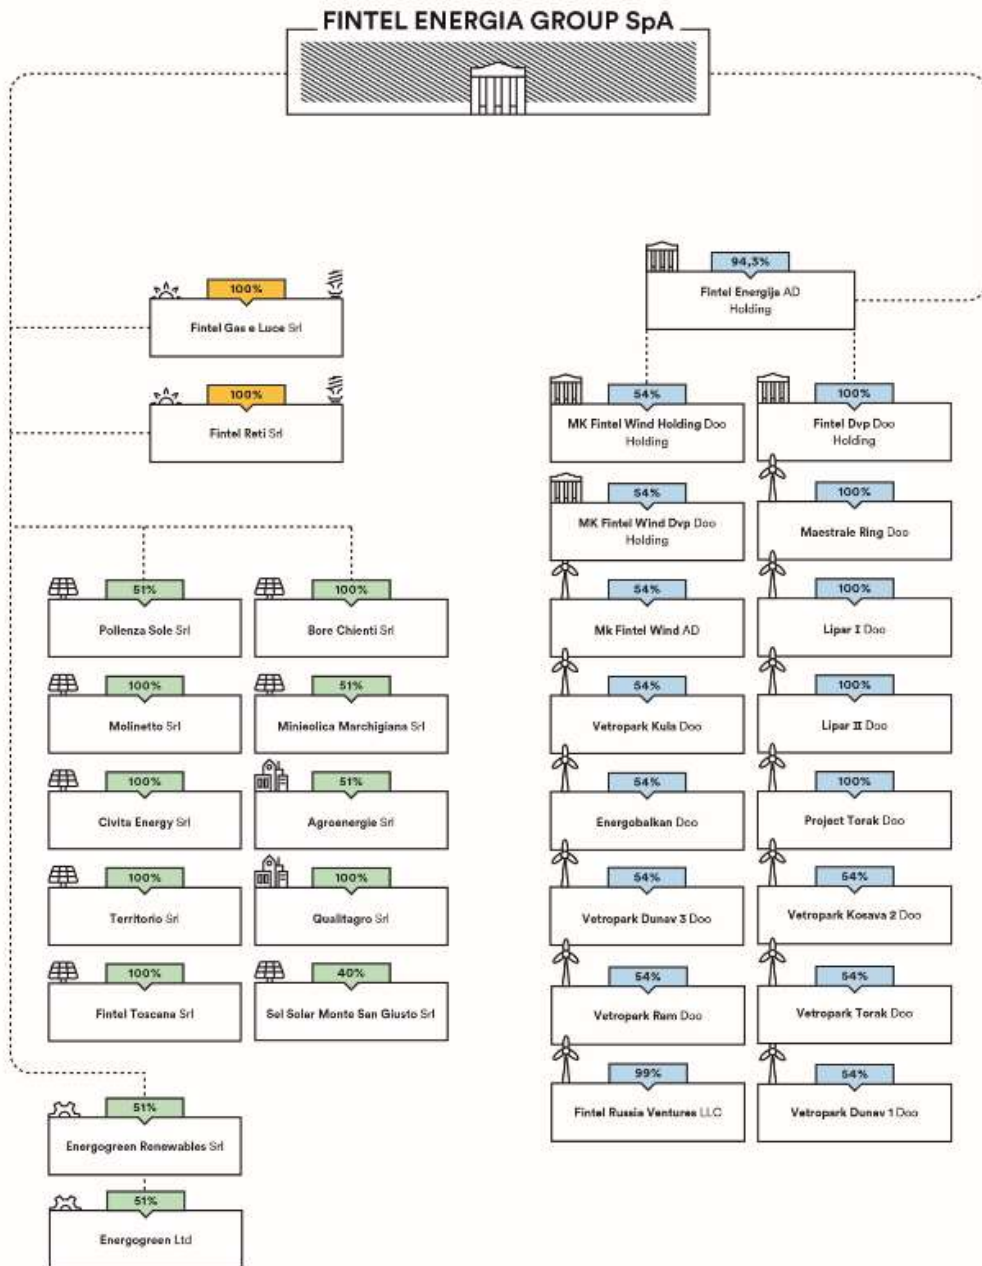 FINTEL ENERGIA GROUP SpA
100%
Fintel Gas e Luce Srl
100%
Fintel Reti Srl
94,3%
Fintel Energija AD
Holding
54%
MK Fintel Wind Holding Doo
Holding
100%
Fintel Dvp Doo
Holding
54%
MK Fintel Wind Dvp Doo
Holding
100%
Maestrale Ring Doo
54%
Mk Fintel Wind AD
100%
Lipar I Doo
54%
Vetropark Kula Doo
100%
Lipar II Doo
54%
Energobalkan Doo
100%
Project Torak Doo
54%
Vetropark Dunav 3 Doo
54%
Vetropark Kosava 2 Doo
54%
Vetropark Ram Doo
54%
Vetropark Torak Doo
99%
Fintel Russia Ventures LLC
54%
Vetropark Dunav 1 Doo
51%
Pollenza Sole Srl
100%
Bore Chienti Srl
100%
Molinetto Srl
51%
Minieolica Marchigiana Srl
100%
Civita Energy Srl
51%
Agroenergie Srl
100%
Territorio Srl
100%
Qualitagro Srl
100%
Fintel Toscana Srl
40%
Sel Solar Monte San Giusto Srl
51%
Energogreen Renewables Srl
51%
Energogreen Ltd